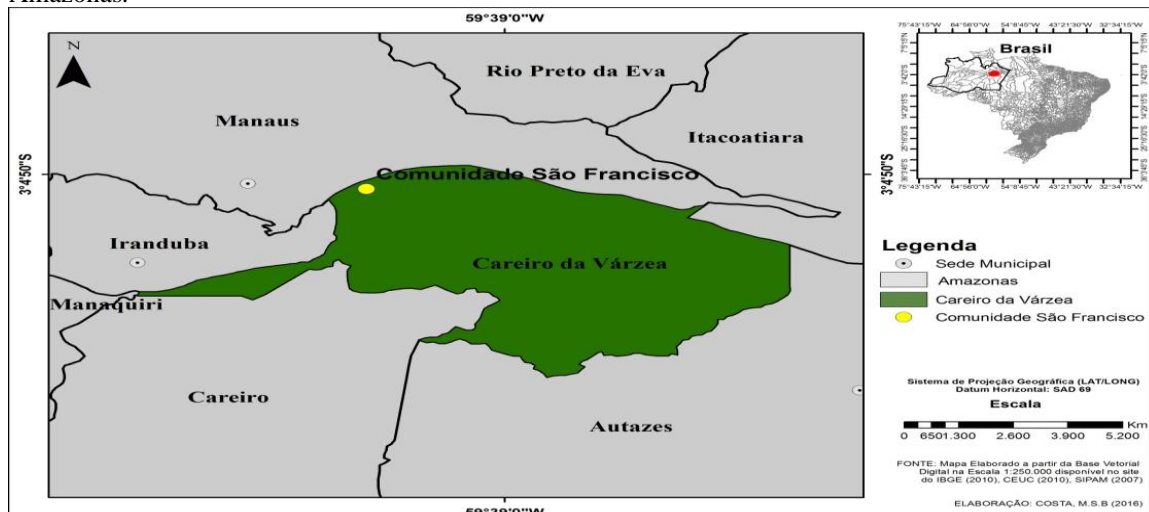 Amazonas.
59°39'0"W
N
Rio Preto da Eva
Manaus
Itacoatiara
3°4'50"S
Comunidade São Francisco
3°4'50"S
Iranduba
Careiro da Várzea
Manaquiri
Careiro
Autazes
59°39'0"W
Brasil
Legenda
Sede Municipal
Amazonas
Careiro da Várzea
Comunidade São Francisco
Sistema de Projeção Geográfica (LAT/LONG)
Datum Horizontal: SAD 69
Escala
Km
0 6501.300 2.600 3.900 5.200
FONTE: Mapa Elaborado a partir da Base Vetorial
Digital na Escala 1:250.000 disponível no site
do IBGE (2010), CEUC (2010), SIPAM (2007)
ELABORAÇÃO: COSTA, M.S.B (2016)